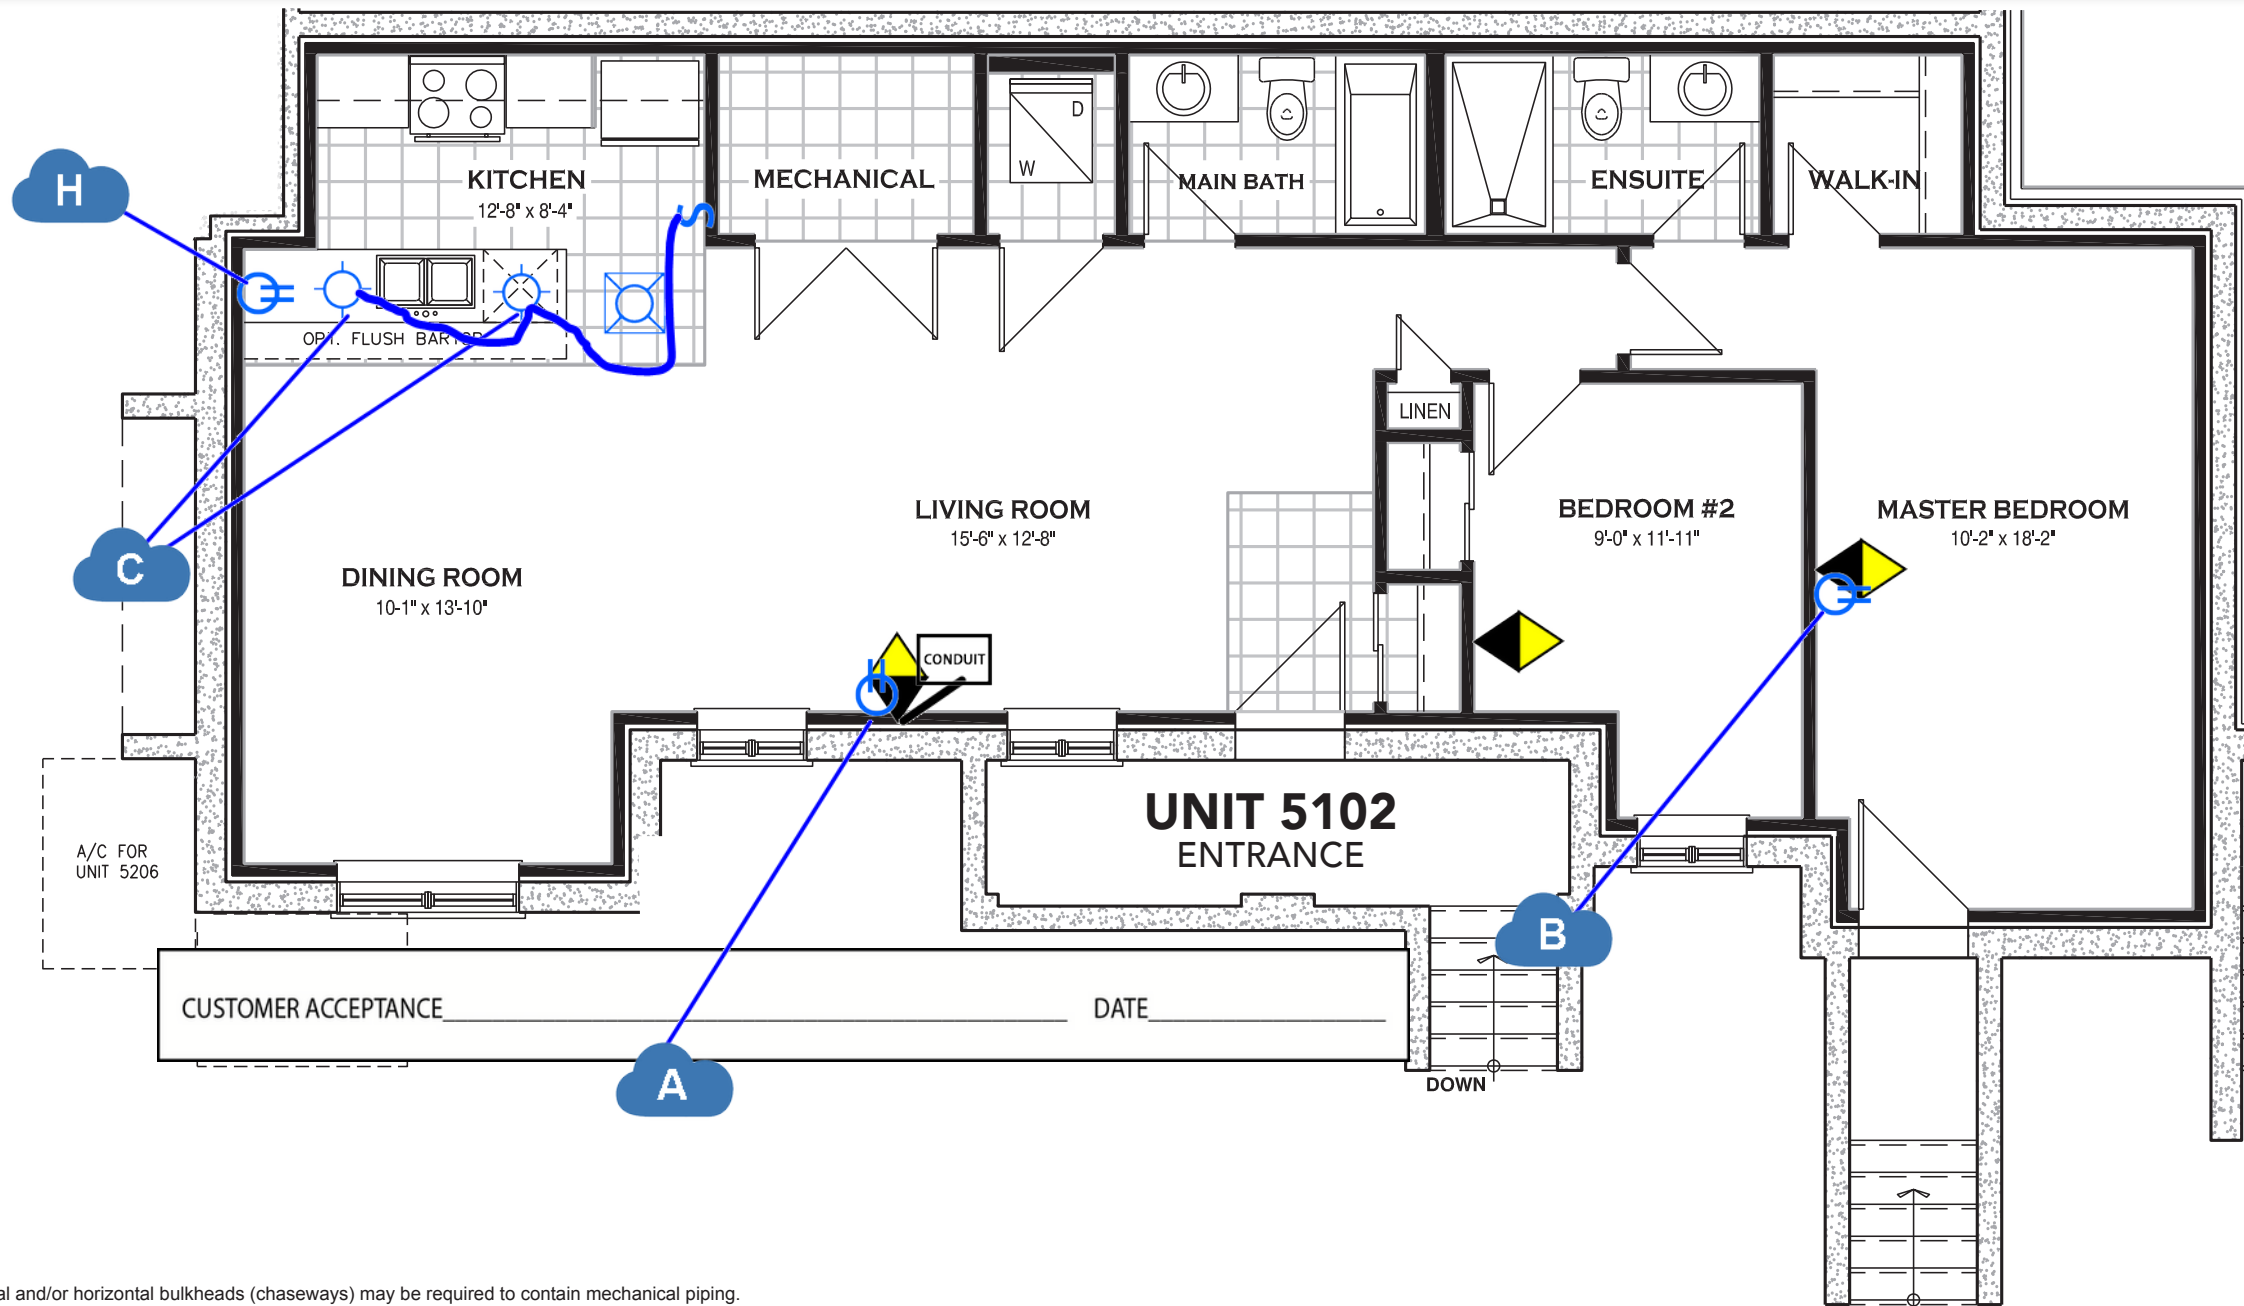 H
KITCHEN
12'-8" x 8'-4"
MECHANICAL
D
W
MAIN BATH
ENSUITE
WALK-IN
S
OPT. FLUSH BARTOP
LINEN
LIVING ROOM
15'-6" x 12'-8"
BEDROOM #2
9'-0" x 11'-11"
MASTER BEDROOM
10'-2" x 18'-2"
C
DINING ROOM
10-1" x 13'-10"
CONDUIT
UNIT 5102
ENTRANCE
A/C FOR
UNIT 5206
B
CUSTOMER ACCEPTANCE
DATE
A
DOWN
al and/or horizontal bulkheads (chaseways) may be required to contain mechanical piping.